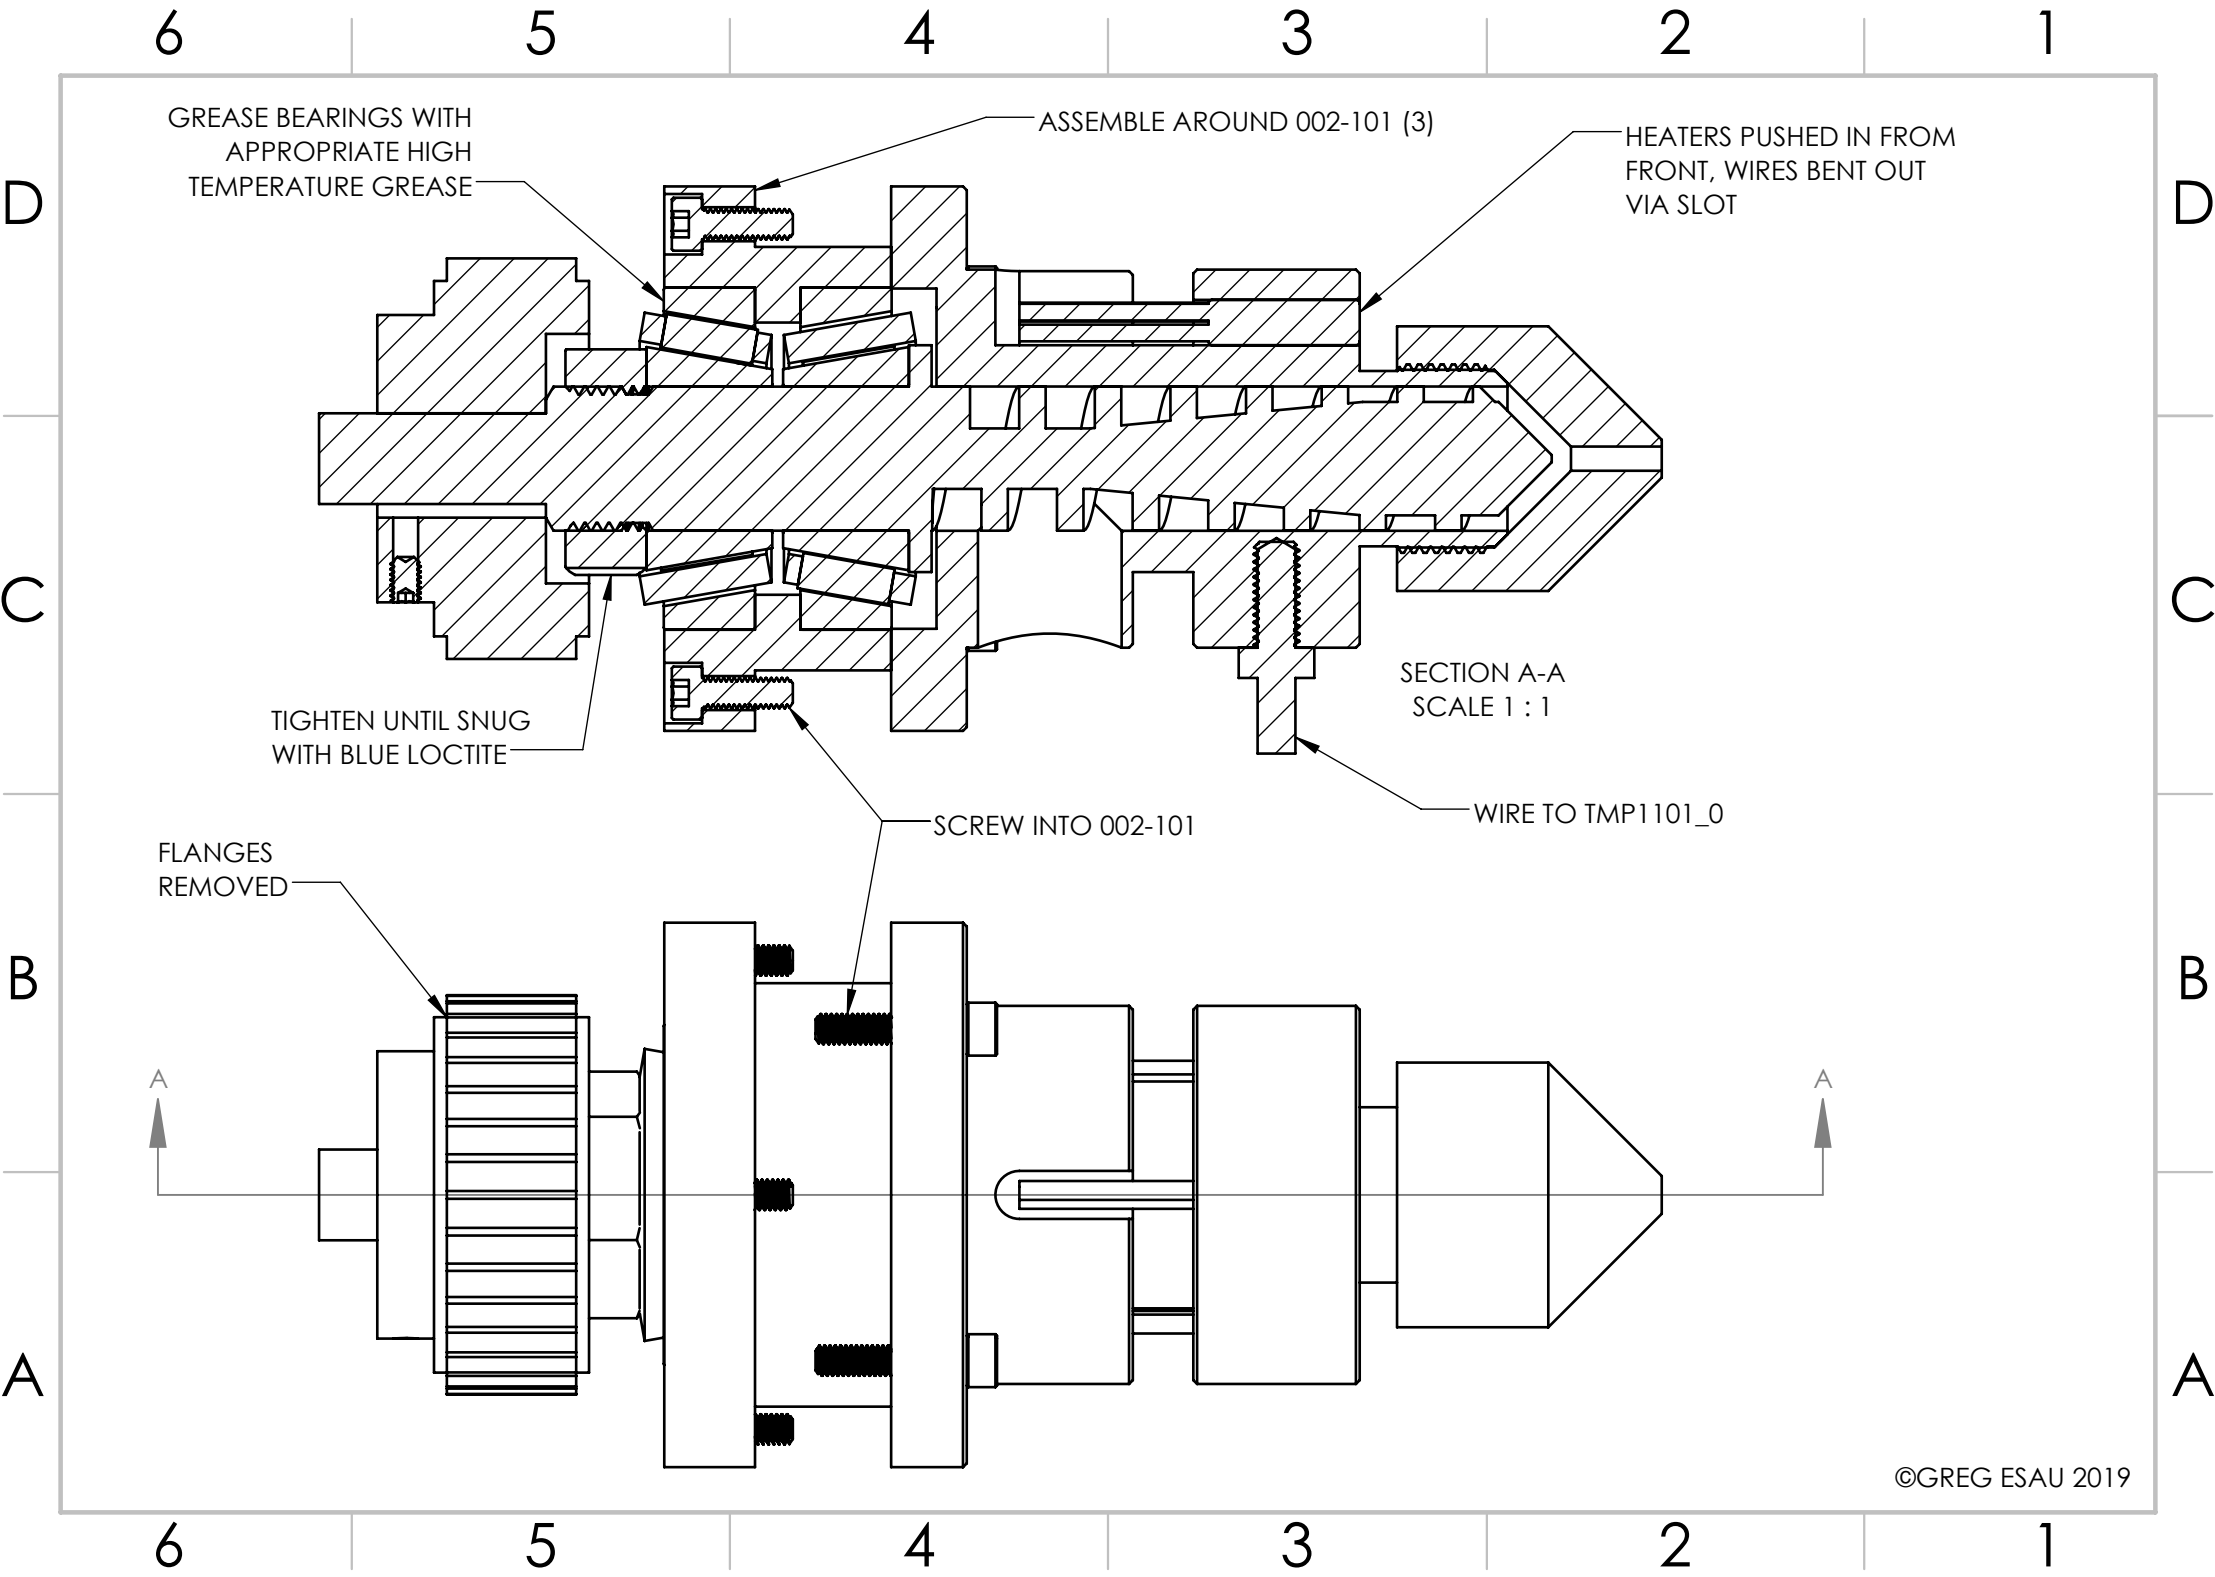 6 5 4 3 2 1
GREASE BEARINGS WITH
APPROPRIATE HIGH
TEMPERATURE GREASE
ASSEMBLE AROUND 002-101 (3)
HEATERS PUSHED IN FROM
FRONT, WIRES BENT OUT
VIA SLOT
D D
C C
SECTION A-A
SCALE 1 : 1
TIGHTEN UNTIL SNUG
WITH BLUE LOCTITE
SCREW INTO 002-101
WIRE TO TMP1101_0
FLANGES
REMOVED
B B
A A
A A
©GREG ESAU 2019
6 5 4 3 2 1